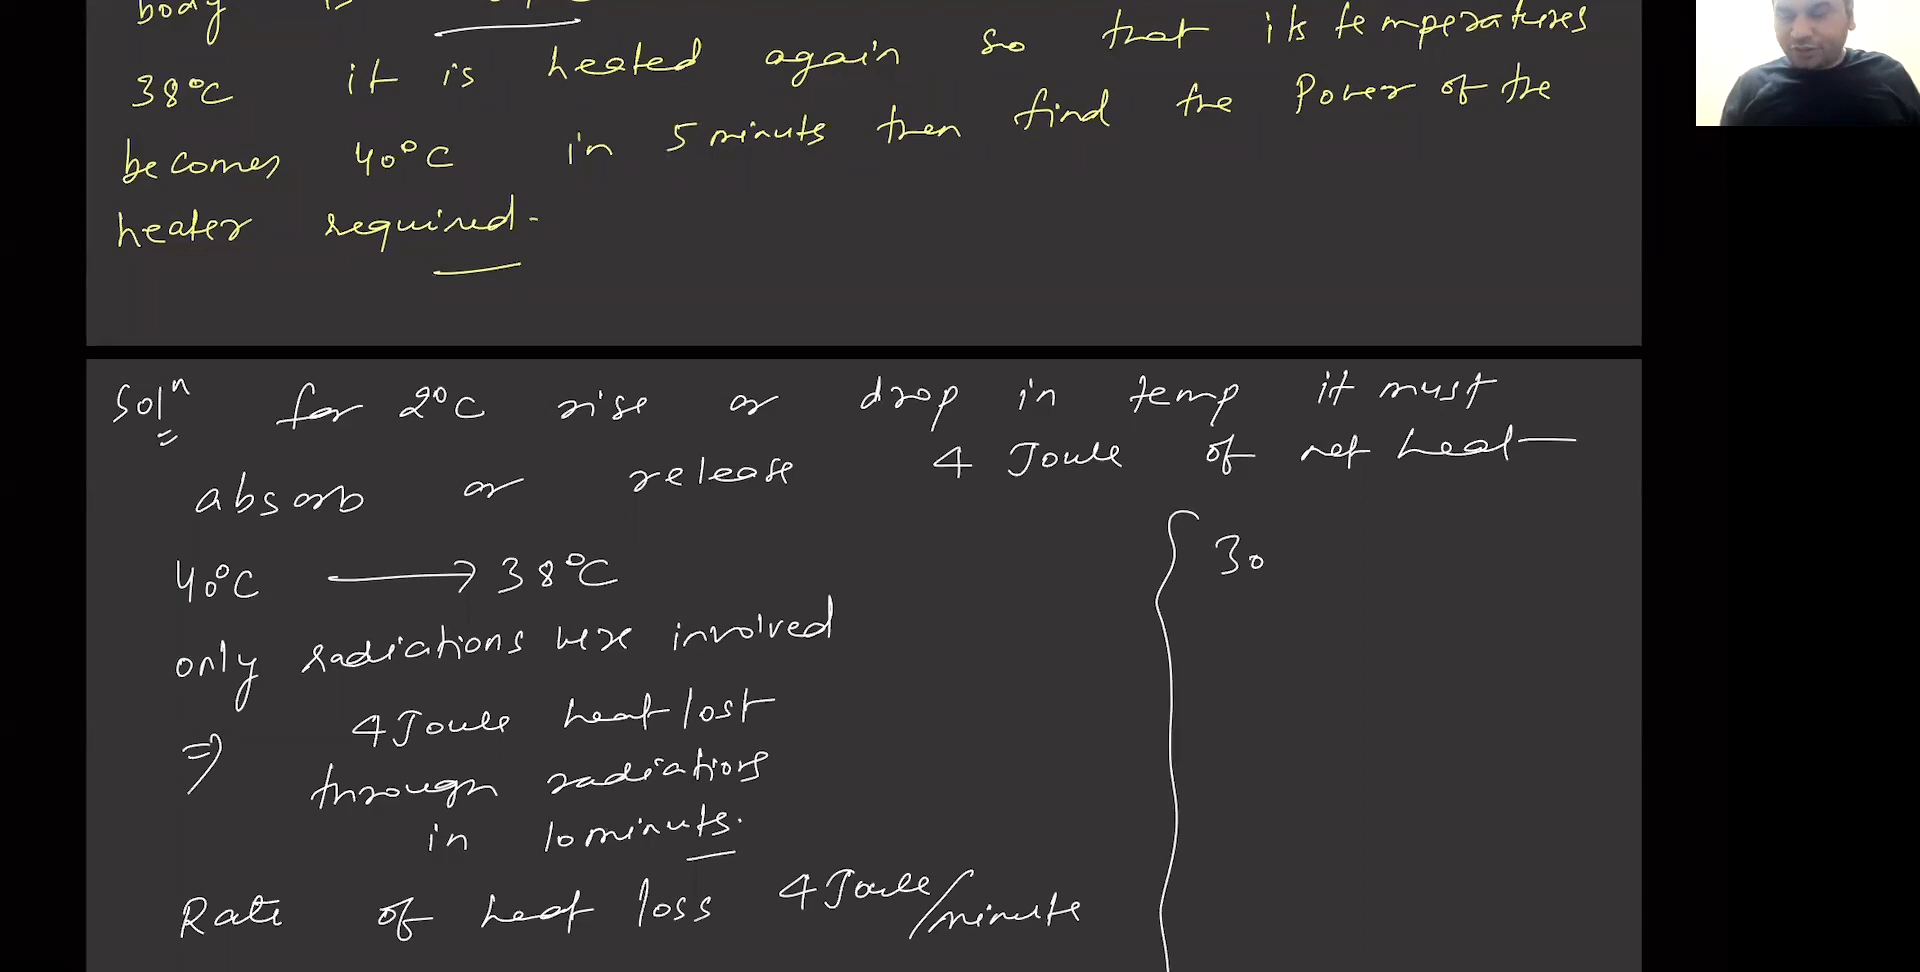 body is
38°C it is heated again so that its temperatures
becomes 40°C in 5 minuts then find the Power of the
heater required.
Solⁿ for 2°C rise or drop in temp it must
absorb or release 4 Joule of net heat
40°C → 38°C
only radiations were involved
⇒ 4 Joule heat lost
through radiations
in 10 minuts.
Rate of heat loss 4 Joule/minute
30